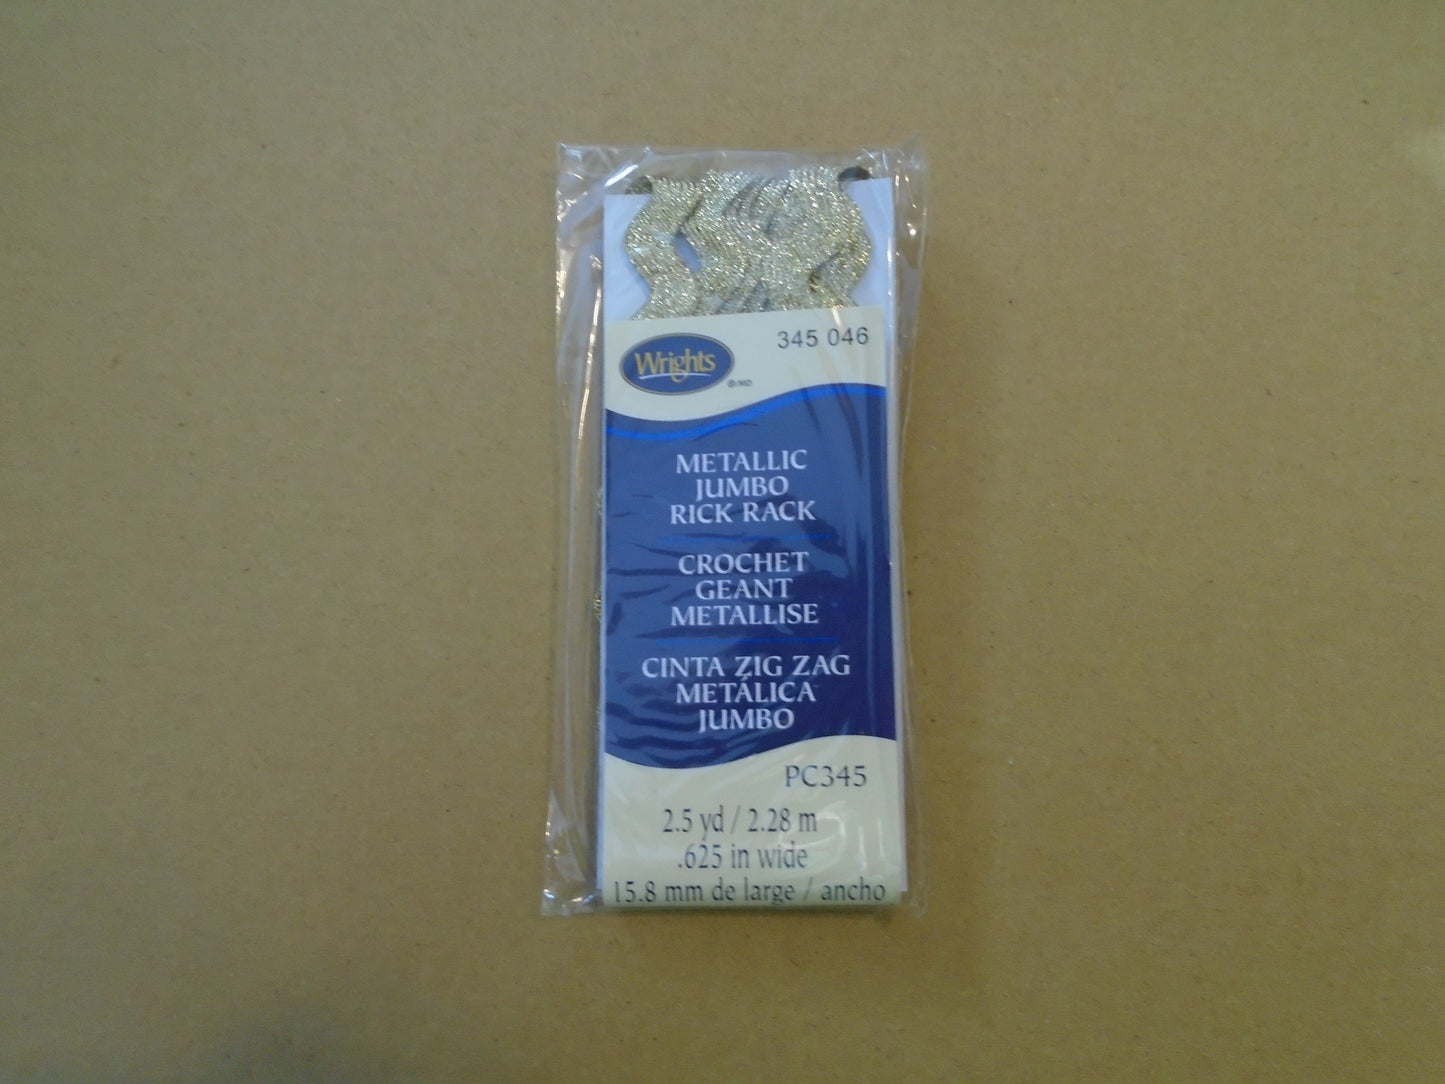 345 046
Wrights
® MD
METALLIC
JUMBO
RICK RACK
CROCHET
GEANT
METALLISE
CINTA ZIG ZAG
METÁLICA
JUMBO
PC345
2.5 yd / 2.28 m
.625 in wide
15.8 mm de large / ancho